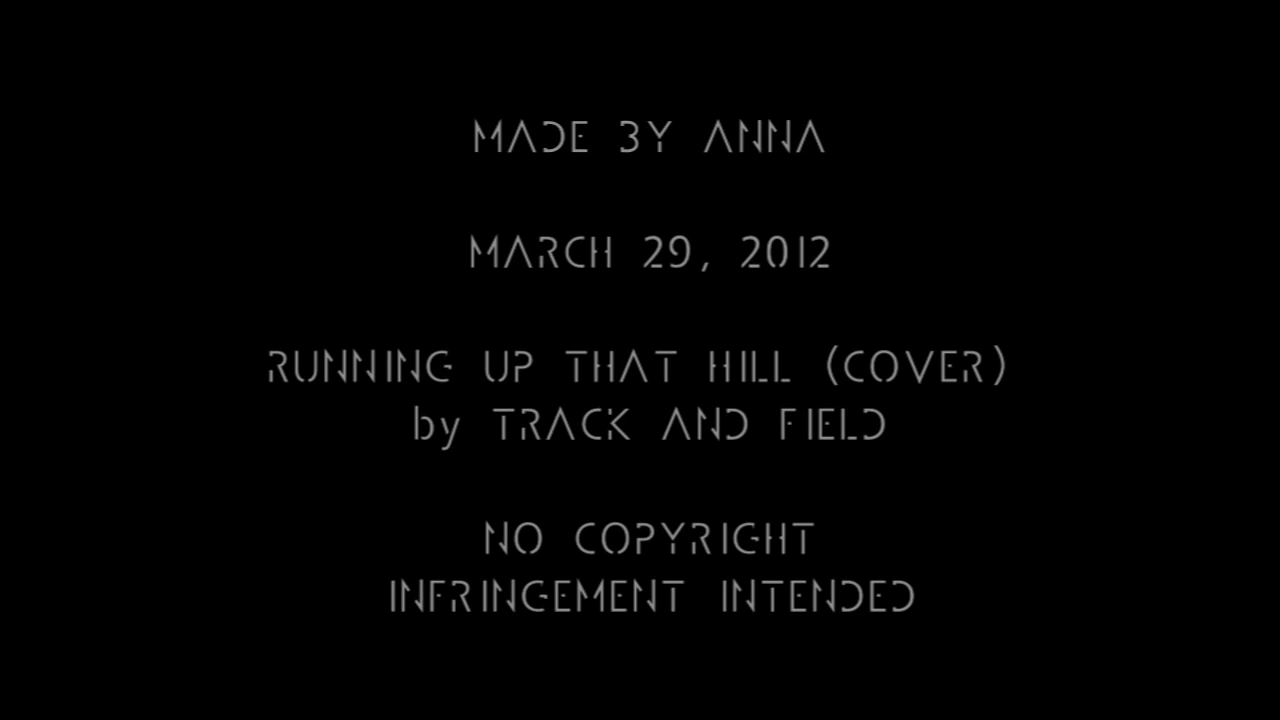 MADE BY ANNA
MARCH 29, 2012
RUNNING UP THAT HILL (COVER)
by TRACK AND FIELD
NO COPYRIGHT
INFRINGEMENT INTENDED